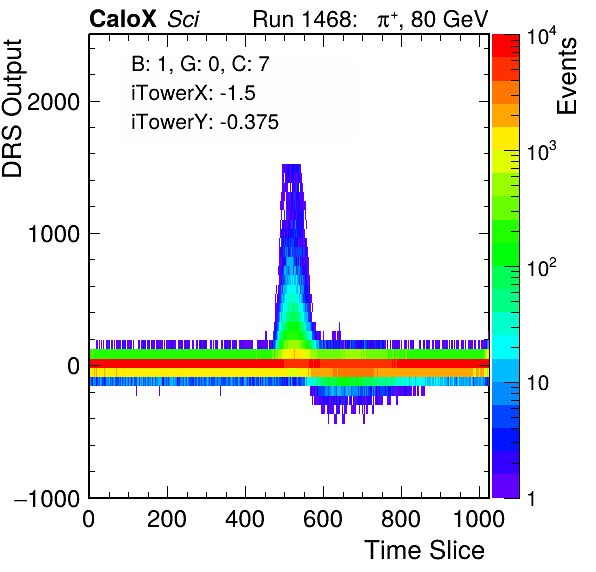 CaloX Sci Run 1468: π⁺, 80 GeV
B: 1, G: 0, C: 7
iTowerX: -1.5
iTowerY: -0.375
DRS Output
2000
1000
0
−1000
0 200 400 600 800 1000
Time Slice
Events
10⁴
10³
10²
10
1